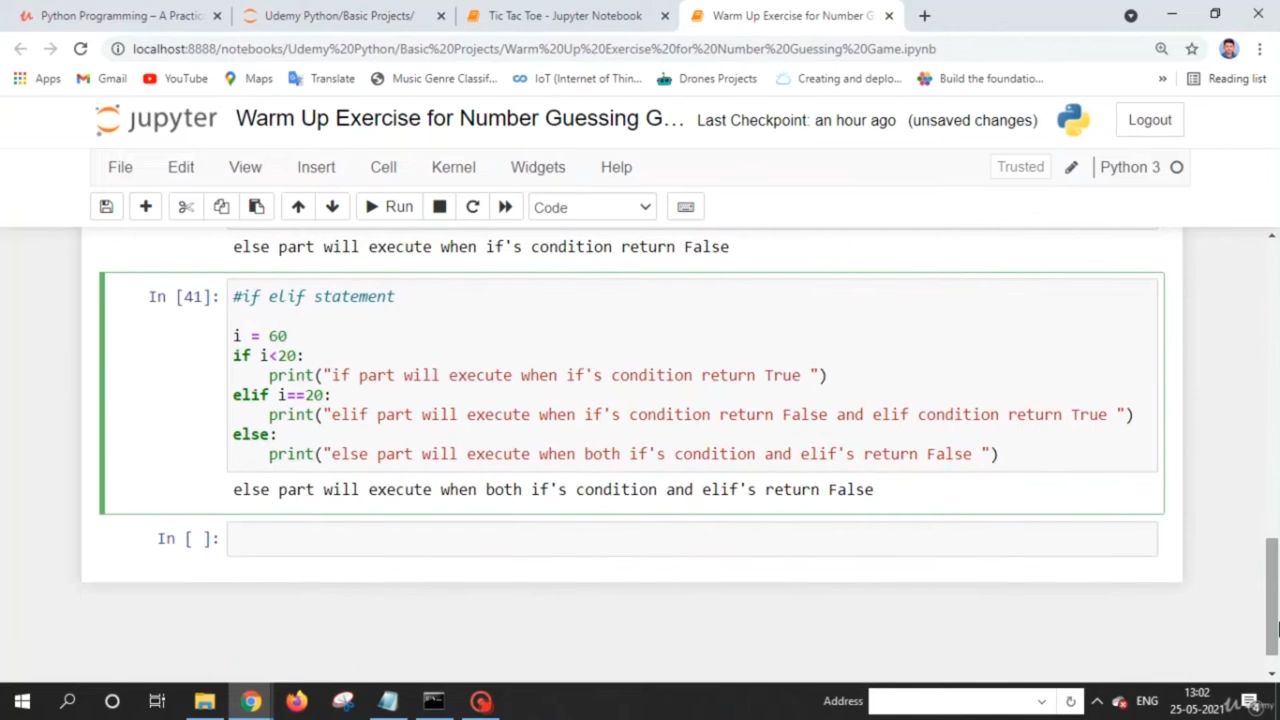 Python Programming – A Practic
Udemy Python/Basic Projects/
Tic Tac Toe - Jupyter Notebook
Warm Up Exercise for Number G
localhost:8888/notebooks/Udemy%20Python/Basic%20Projects/Warm%20Up%20Exercise%20for%20Number%20Guessing%20Game.ipynb
Apps Gmail YouTube Maps Translate Music Genre Classif... IoT (Internet of Thin... Drones Projects Creating and deplo... Build the foundatio... » Reading list
jupyter Warm Up Exercise for Number Guessing G... Last Checkpoint: an hour ago (unsaved changes) Logout
File Edit View Insert Cell Kernel Widgets Help Trusted Python 3
Run Code
else part will execute when if's condition return False
In [41]: #if elif statement
i = 60
if i<20:
print("if part will execute when if's condition return True ")
elif i==20:
print("elif part will execute when if's condition return False and elif condition return True ")
else:
print("else part will execute when both if's condition and elif's return False ")
else part will execute when both if's condition and elif's return False
In [ ]:
Address ENG 13:02
25-05-2021